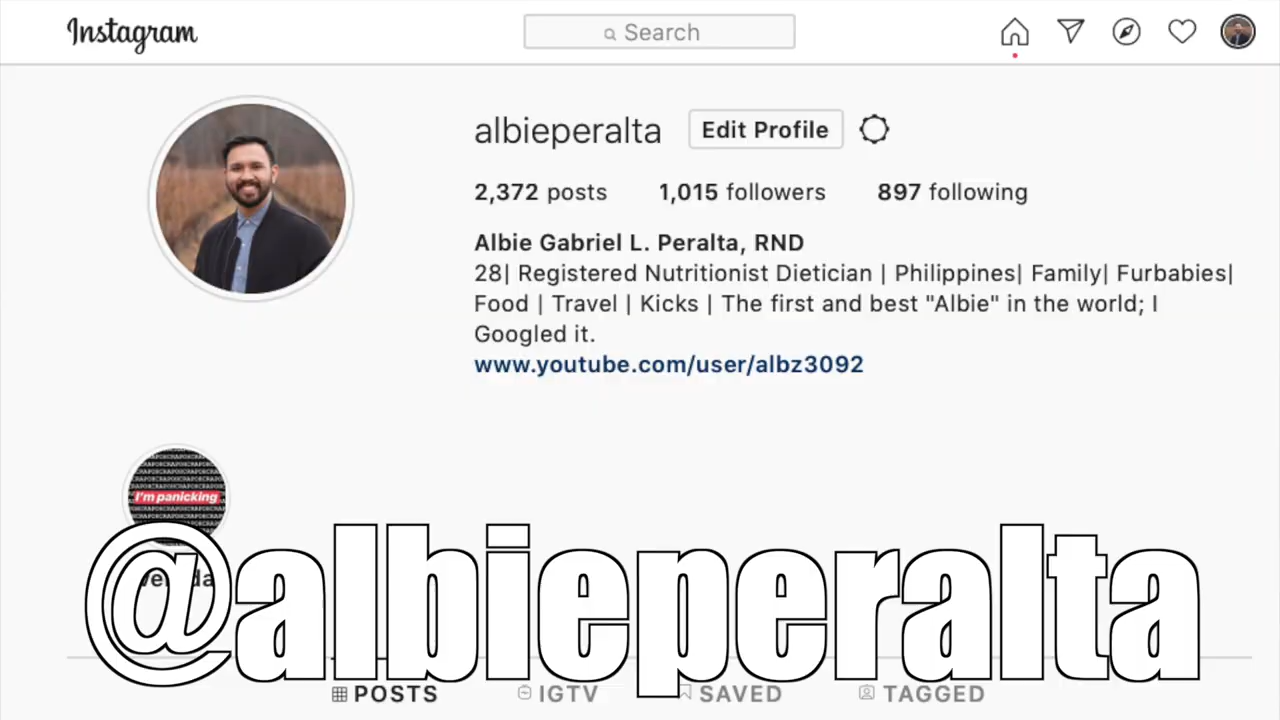 Instagram
Search
albieperalta Edit Profile
2,372 posts 1,015 followers 897 following
Albie Gabriel L. Peralta, RND
28| Registered Nutritionist Dietician | Philippines| Family| Furbabies|
Food | Travel | Kicks | The first and best "Albie" in the world; I
Googled it.
www.youtube.com/user/albz3092
I'm panicking
@albieperalta
POSTS IGTV SAVED TAGGED